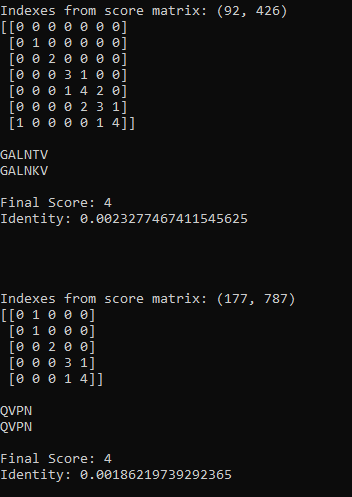 Indexes from score matrix: (92, 426)
[[0 0 0 0 0 0 0]
 [0 1 0 0 0 0 0]
 [0 0 2 0 0 0 0]
 [0 0 0 3 1 0 0]
 [0 0 0 1 4 2 0]
 [0 0 0 0 2 3 1]
 [1 0 0 0 0 1 4]]
GALNTV
GALNKV
Final Score: 4
Identity: 0.0023277467411545625
Indexes from score matrix: (177, 787)
[[0 1 0 0 0]
 [0 1 0 0 0]
 [0 0 2 0 0]
 [0 0 0 3 1]
 [0 0 0 1 4]]
QVPN
QVPN
Final Score: 4
Identity: 0.00186219739292365